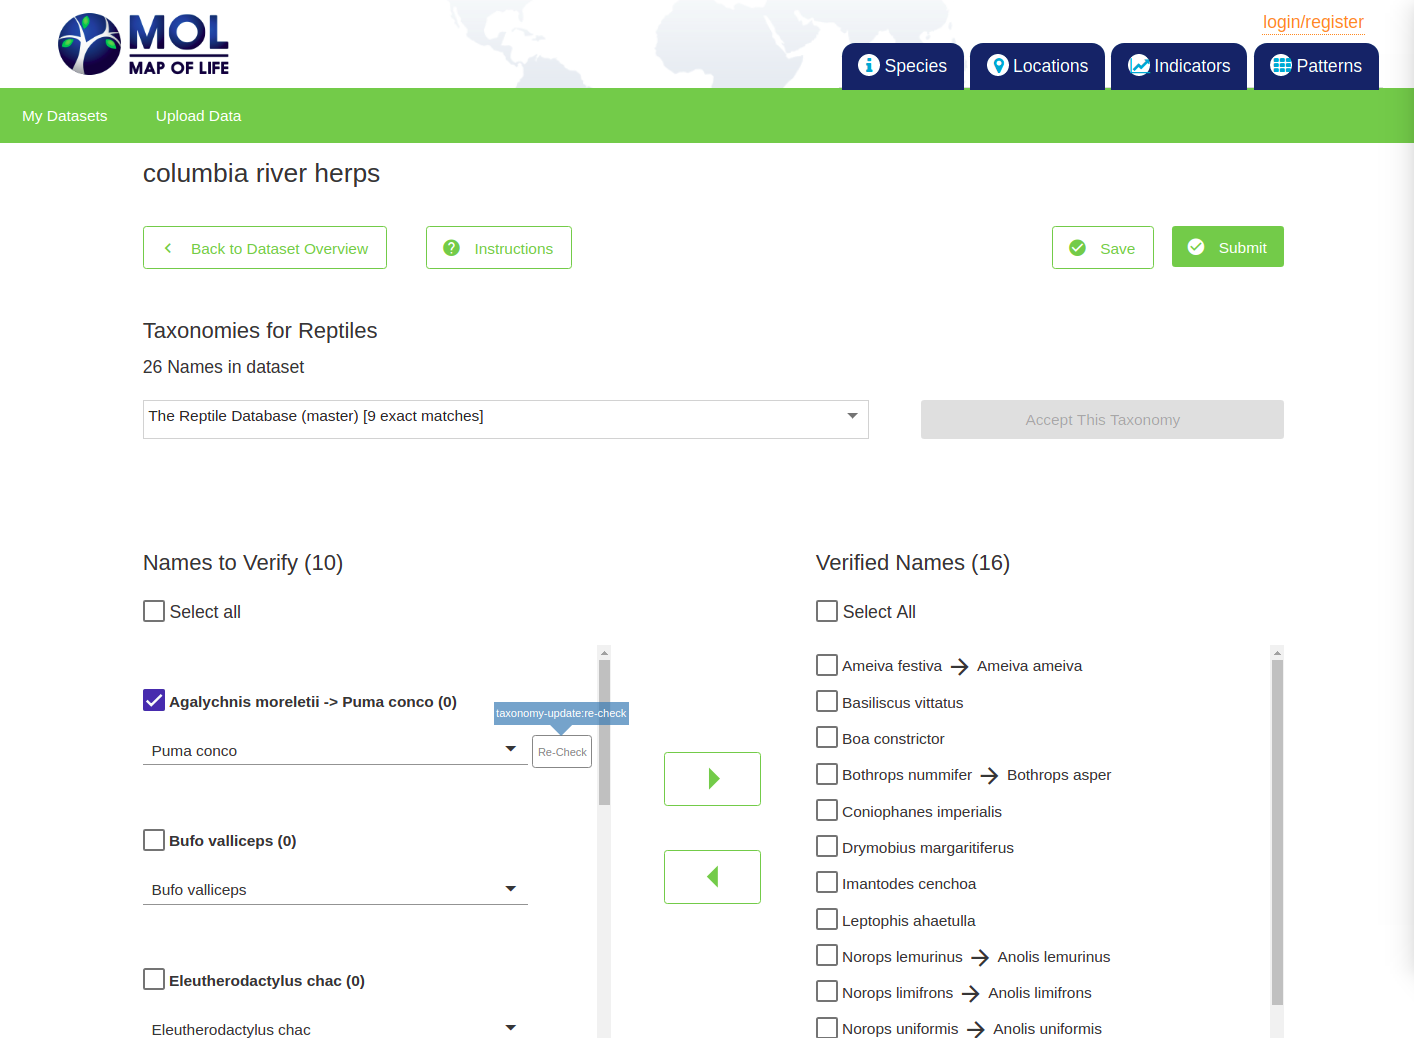 MOL
MAP OF LIFE
login/register
Species
Locations
Indicators
Patterns
My Datasets
Upload Data
columbia river herps
Back to Dataset Overview
Instructions
Save
Submit
Taxonomies for Reptiles
26 Names in dataset
The Reptile Database (master) [9 exact matches]
Accept This Taxonomy
Names to Verify (10)
Select all
Agalychnis moreletii -> Puma conco (0)
taxonomy-update:re-check
Puma conco
Re-Check
Bufo valliceps (0)
Bufo valliceps
Eleutherodactylus chac (0)
Eleutherodactylus chac
Verified Names (16)
Select All
Ameiva festiva → Ameiva ameiva
Basiliscus vittatus
Boa constrictor
Bothrops nummifer → Bothrops asper
Coniophanes imperialis
Drymobius margaritiferus
Imantodes cenchoa
Leptophis ahaetulla
Norops lemurinus → Anolis lemurinus
Norops limifrons → Anolis limifrons
Norops uniformis → Anolis uniformis